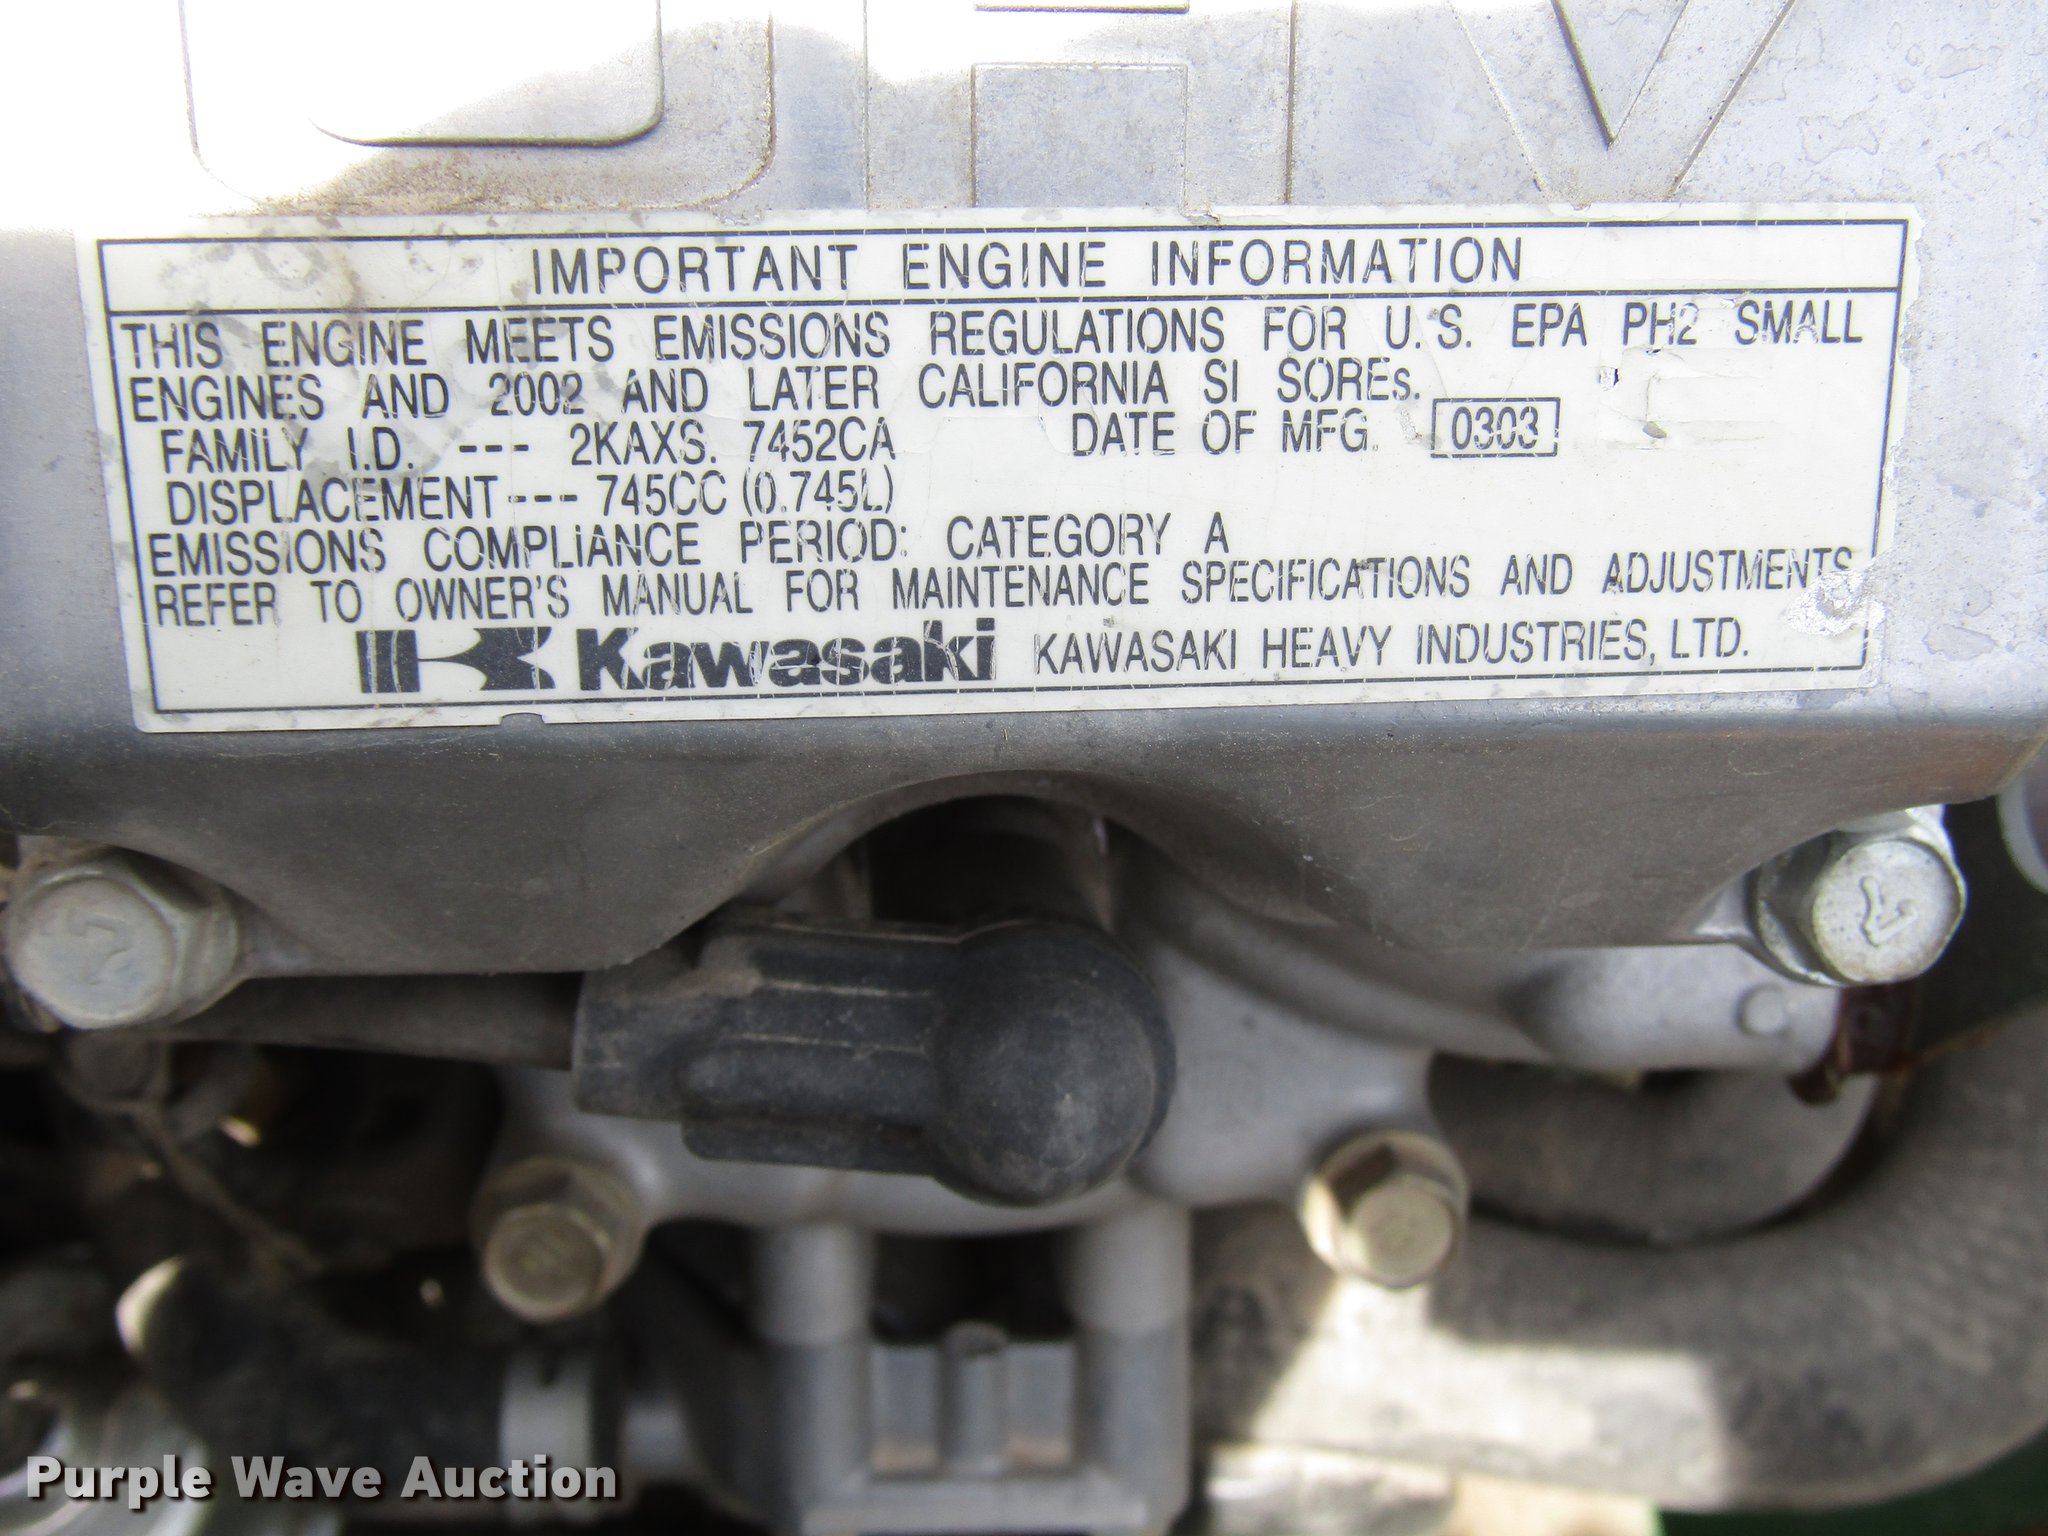 OHV
IMPORTANT ENGINE INFORMATION
THIS ENGINE MEETS EMISSIONS REGULATIONS FOR U.S. EPA PH2 SMALL
ENGINES AND 2002 AND LATER CALIFORNIA SI SOREs.
FAMILY I.D. --- 2KAXS. 7452CA DATE OF MFG. 0303
DISPLACEMENT--- 745CC (0.745L)
EMISSIONS COMPLIANCE PERIOD: CATEGORY A
REFER TO OWNER'S MANUAL FOR MAINTENANCE SPECIFICATIONS AND ADJUSTMENTS
Kawasaki KAWASAKI HEAVY INDUSTRIES, LTD.
7
Purple Wave Auction